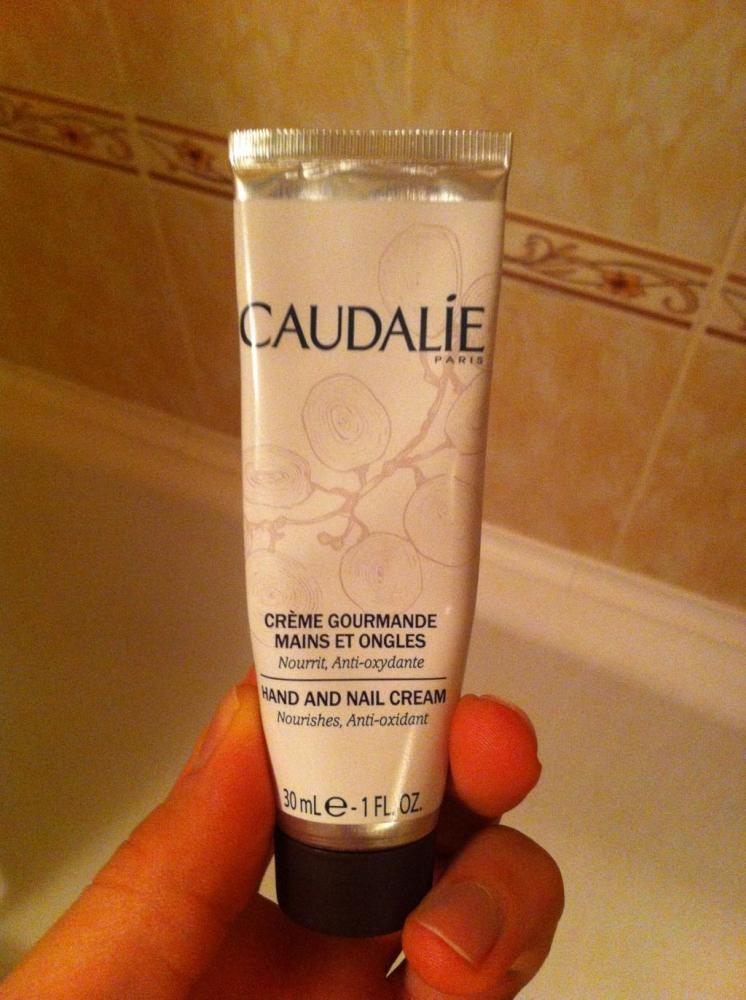 CAUDALÍE
PARIS
CRÈME GOURMANDE
MAINS ET ONGLES
Nourrit, Anti-oxydante
HAND AND NAIL CREAM
Nourishes, Anti-oxidant
30 mL e - 1 FL. OZ.